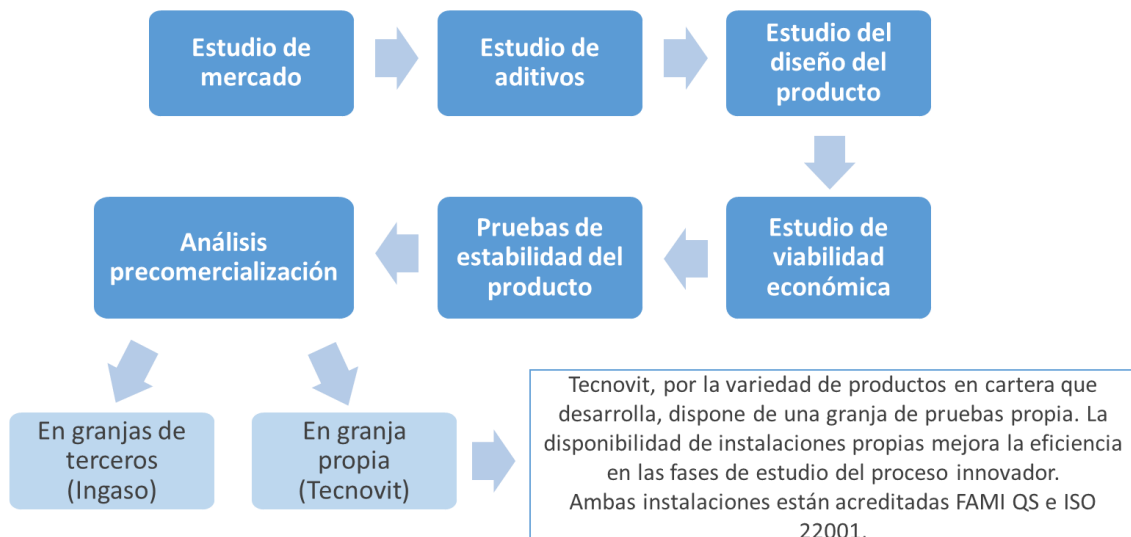 Estudio de
mercado
Estudio de
aditivos
Estudio del
diseño del
producto
Análisis
precomercialización
Pruebas de
estabilidad del
producto
Estudio de
viabilidad
económica
En granjas de
terceros
(Ingaso)
En granja
propia
(Tecnovit)
Tecnovit, por la variedad de productos en cartera que
desarrolla, dispone de una granja de pruebas propia. La
disponibilidad de instalaciones propias mejora la eficiencia
en las fases de estudio del proceso innovador.
Ambas instalaciones están acreditadas FAMI QS e ISO
22001.